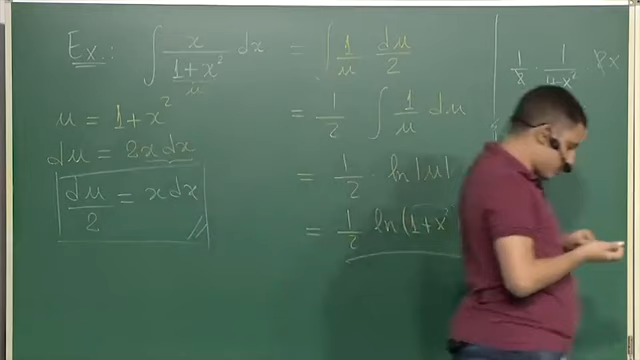 Ex.: ∫ x/(1+x²) dx = ∫ 1/u du/2
u
u = 1+x²
= 1/2 ∫ 1/u du
du = 2x dx
= 1/2 · ln|u|
du/2 = x dx
= 1/2 ln(1+x
1/2 · 1/(1+x²) · 2x